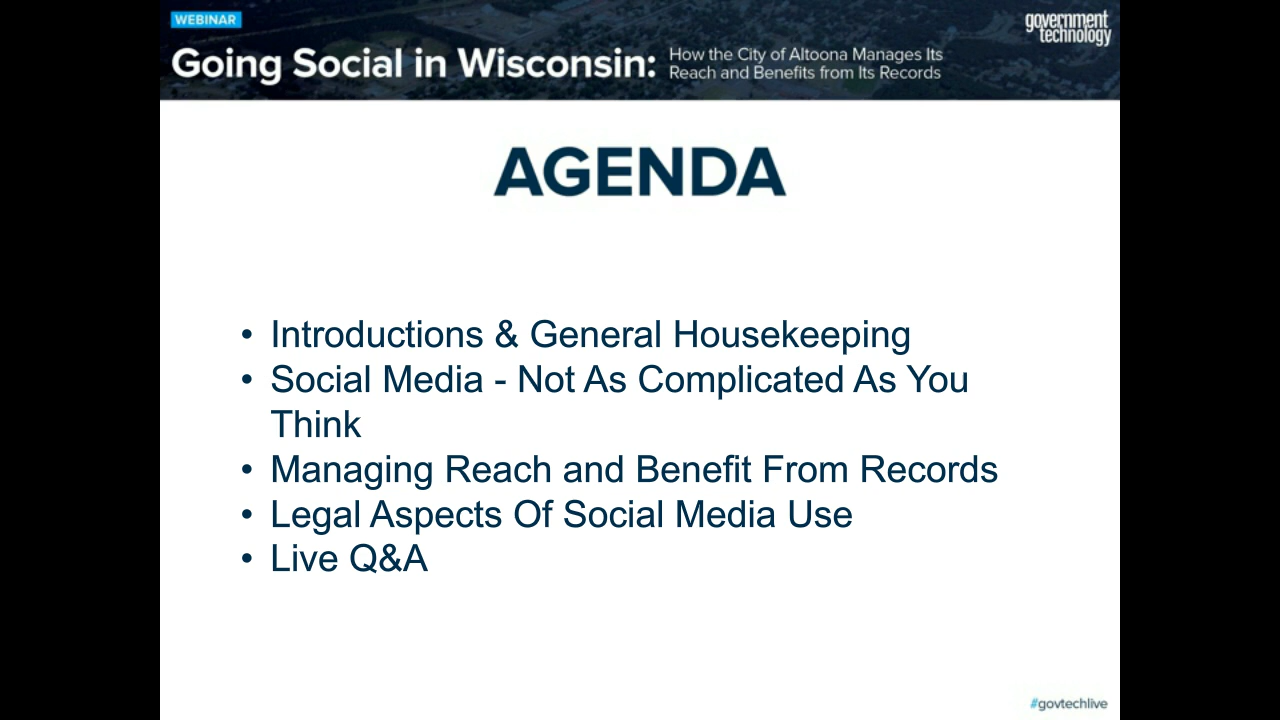 WEBINAR
Going Social in Wisconsin:
How the City of Altoona Manages Its
Reach and Benefits from Its Records
government
technology
AGENDA
• Introductions & General Housekeeping
• Social Media - Not As Complicated As You
Think
• Managing Reach and Benefit From Records
• Legal Aspects Of Social Media Use
• Live Q&A
#govtechlive